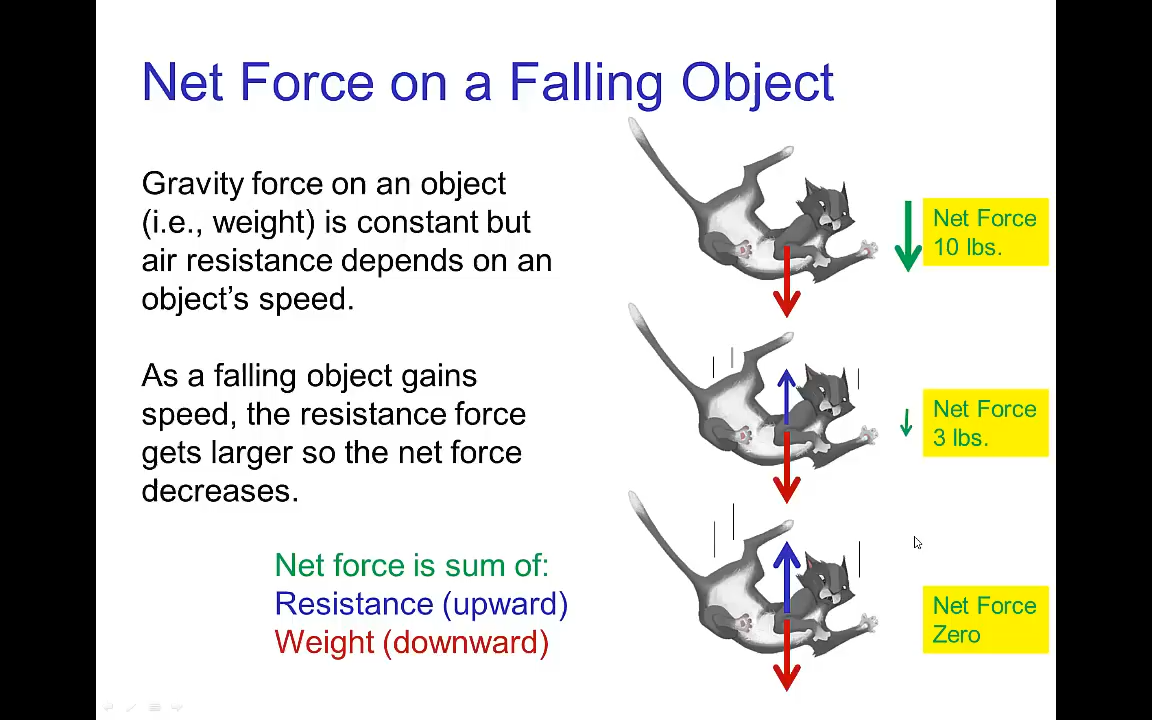 Net Force on a Falling Object
Gravity force on an object
(i.e., weight) is constant but
air resistance depends on an
object’s speed.
As a falling object gains
speed, the resistance force
gets larger so the net force
decreases.
Net force is sum of:
Resistance (upward)
Weight (downward)
Net Force
10 lbs.
Net Force
3 lbs.
Net Force
Zero